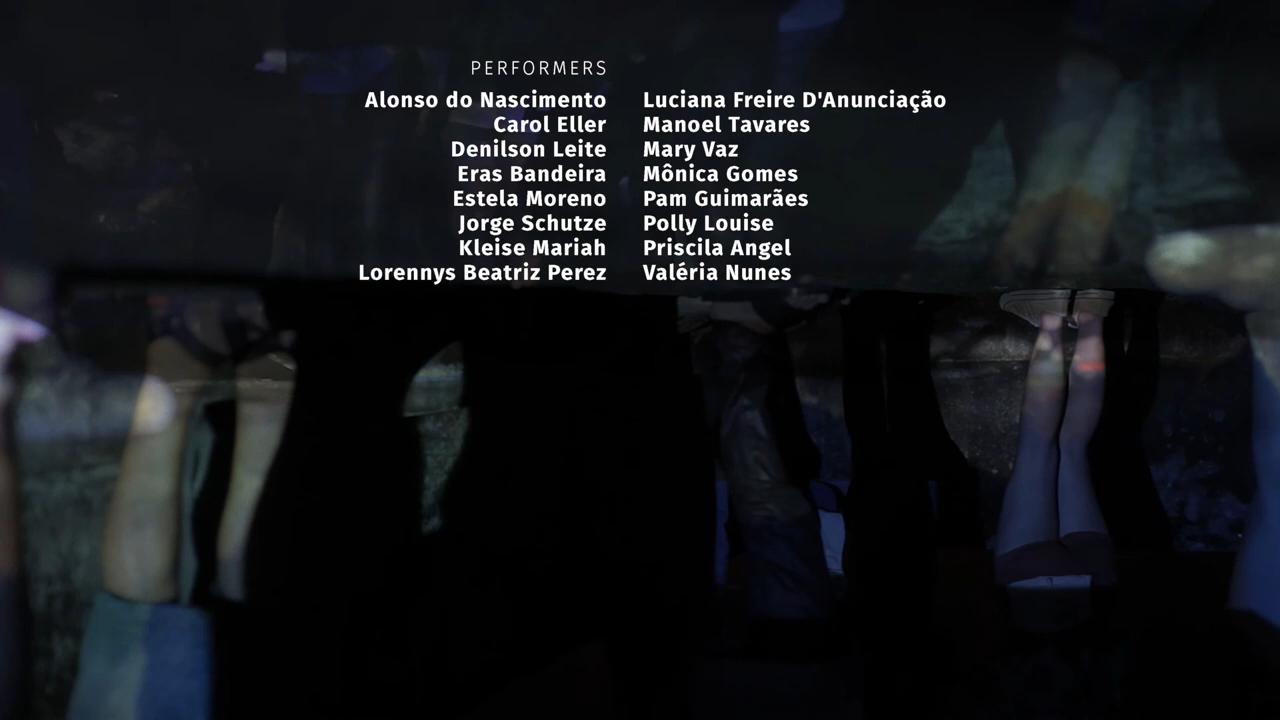 PERFORMERS
Alonso do Nascimento
Carol Eller
Denilson Leite
Eras Bandeira
Estela Moreno
Jorge Schutze
Kleise Mariah
Lorennys Beatriz Perez
Luciana Freire D'Anunciação
Manoel Tavares
Mary Vaz
Mônica Gomes
Pam Guimarães
Polly Louise
Priscila Angel
Valéria Nunes